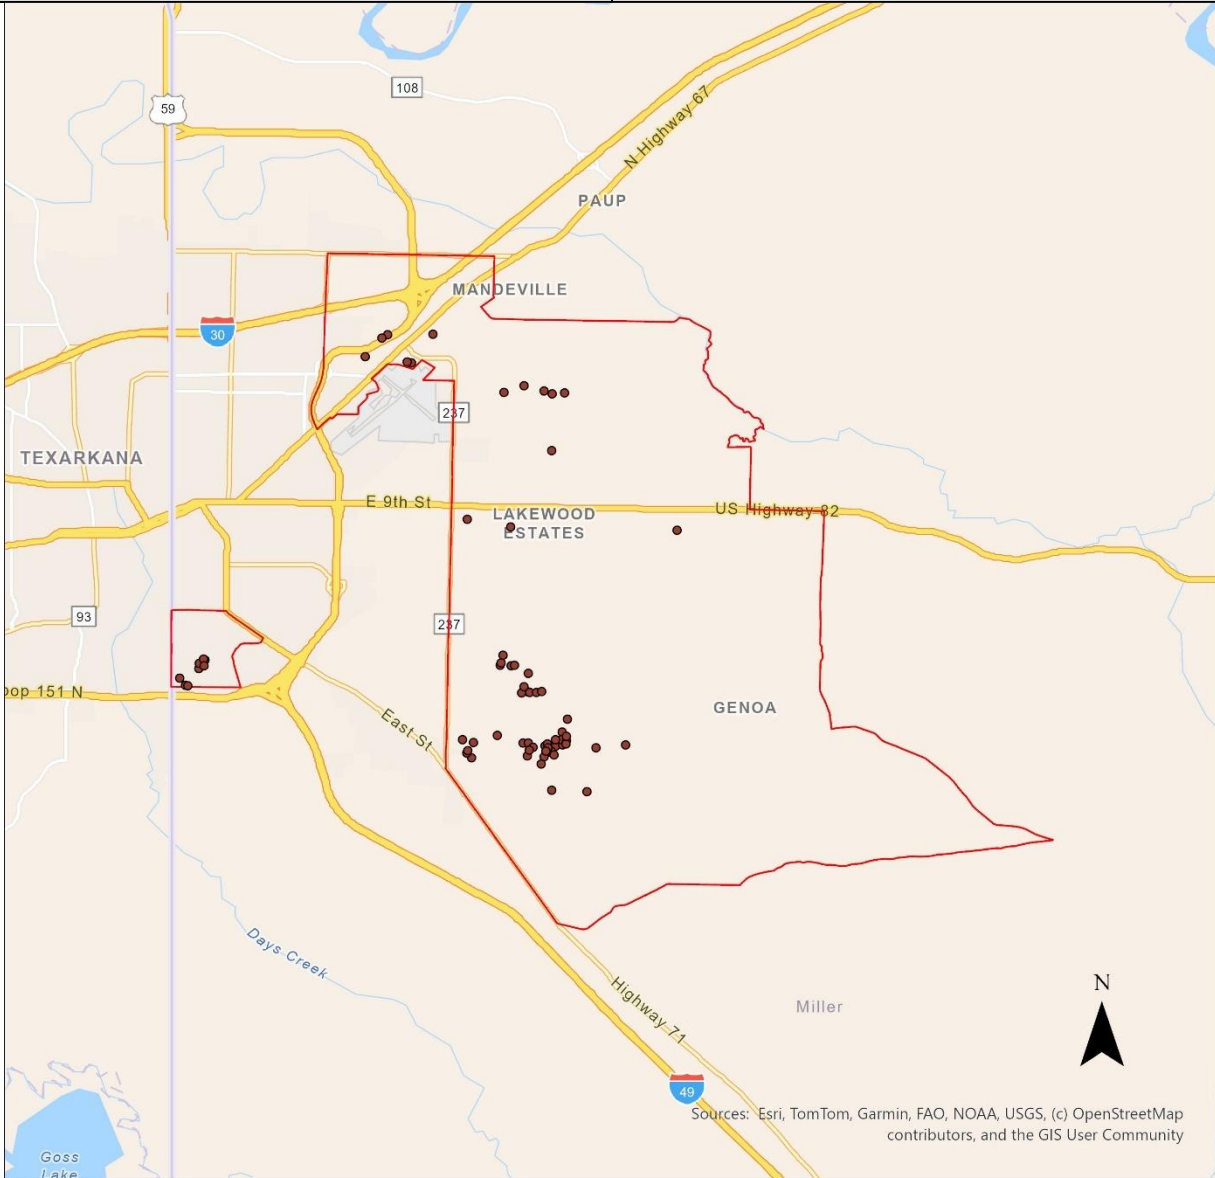 108
59
N Highway 67
PAUP
MANDEVILLE
30
237
TEXARKANA
E 9th St
LAKEWOOD
ESTATES
US Highway 82
93
237
oop 151 N
East St
GENOA
Days Creek
Highway 71
Miller
N
49
Sources: Esri, TomTom, Garmin, FAO, NOAA, USGS, (c) OpenStreetMap
contributors, and the GIS User Community
Goss
Lake